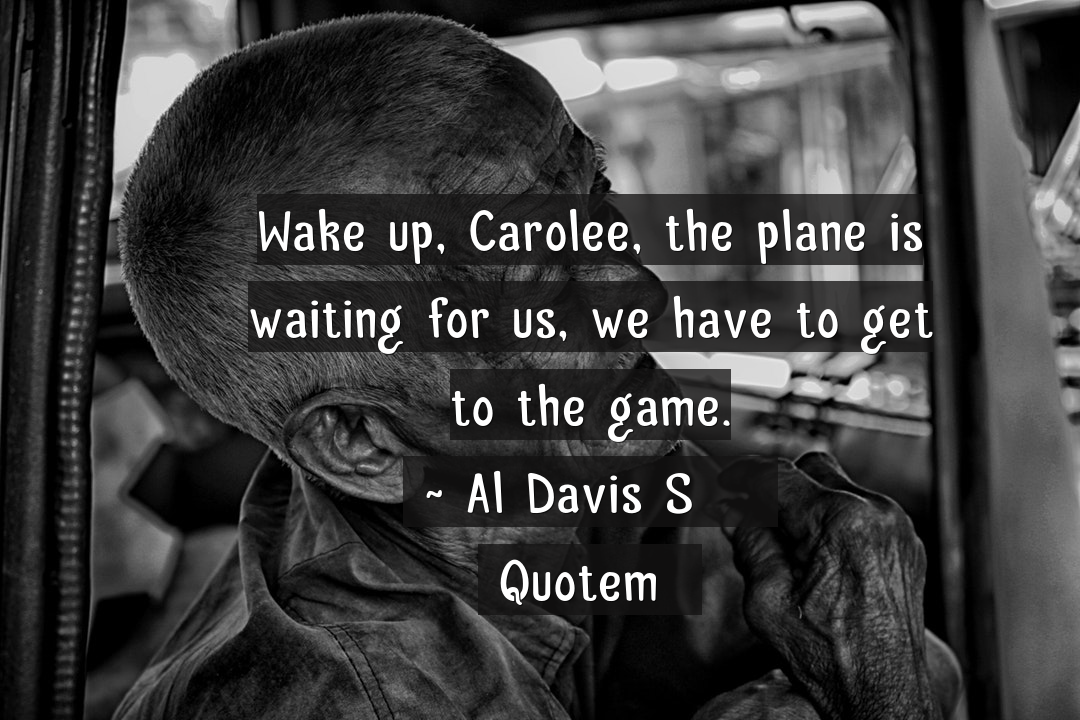 Wake up, Carolee, the plane is
waiting for us, we have to get
to the game.
~ Al Davis S
Quotem